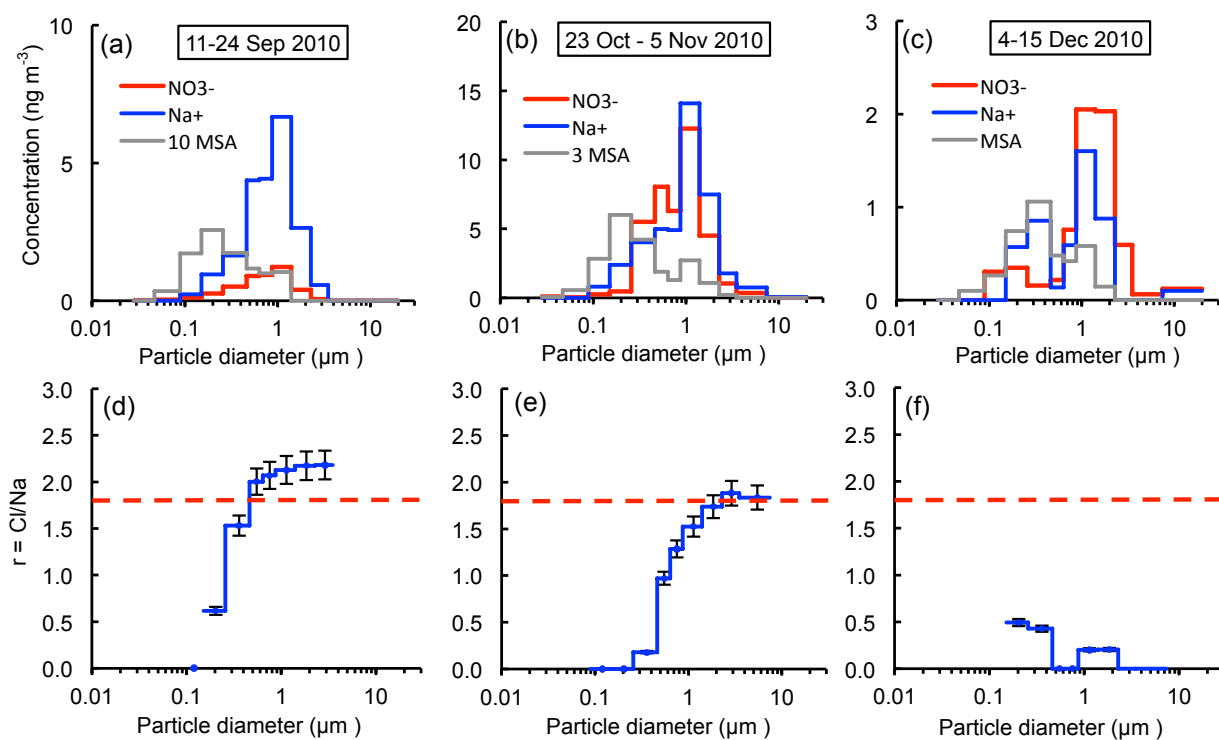 (a)
11-24 Sep 2010
NO3-
Na+
10 MSA
Concentration (ng m-3)
10
5
0
0.01 0.1 1 10
Particle diameter (µm )
(b)
23 Oct - 5 Nov 2010
NO3-
Na+
3 MSA
20
15
10
5
0
0.01 0.1 1 10
Particle diameter (µm )
(c)
4-15 Dec 2010
NO3-
Na+
MSA
3
2
1
0
0.01 0.1 1 10
Particle diameter (µm )
(d)
r = Cl/Na
3.0
2.5
2.0
1.5
1.0
0.5
0.0
0.01 0.1 1 10
Particle diameter (µm )
(e)
3.0
2.5
2.0
1.5
1.0
0.5
0.0
0.01 0.1 1 10
Particle diameter (µm )
(f)
3.0
2.5
2.0
1.5
1.0
0.5
0.0
0.01 0.1 1 10
Particle diameter (µm )